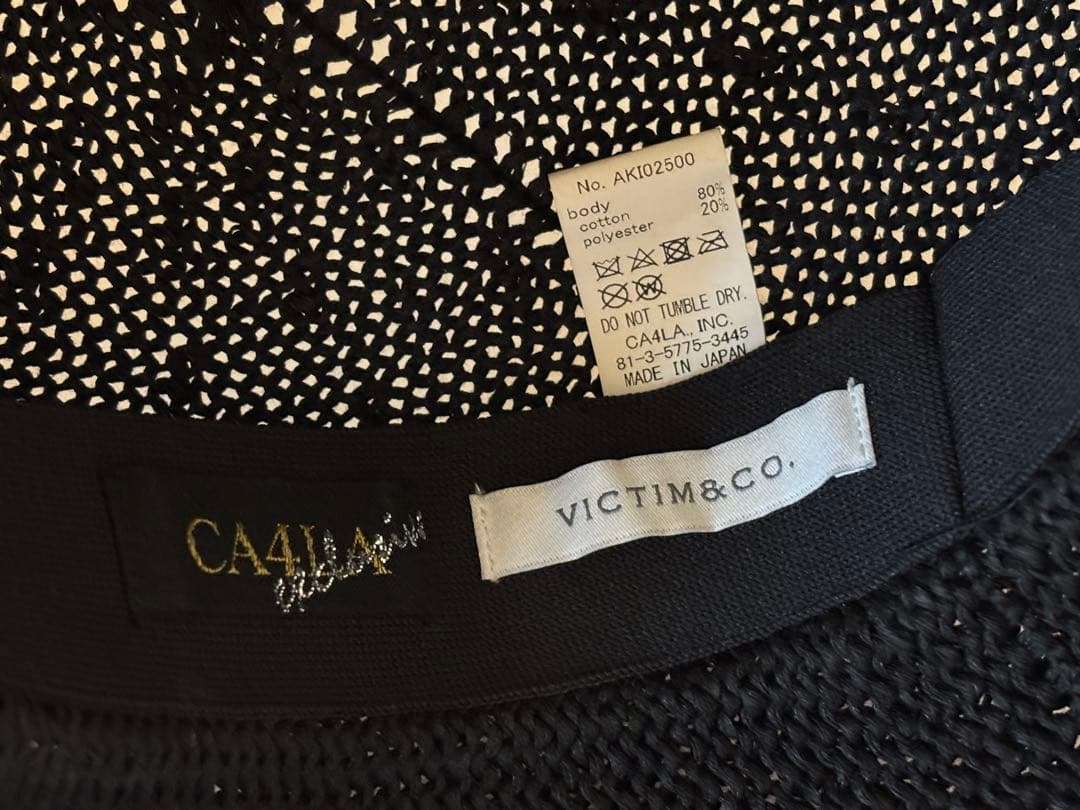 No. AKI02500
body
cotton 80%
polyester 20%
DO NOT TUMBLE DRY.
CA4LA., INC.
81-3-5775-3445
MADE IN JAPAN
VICTIM&CO.
CA4LA